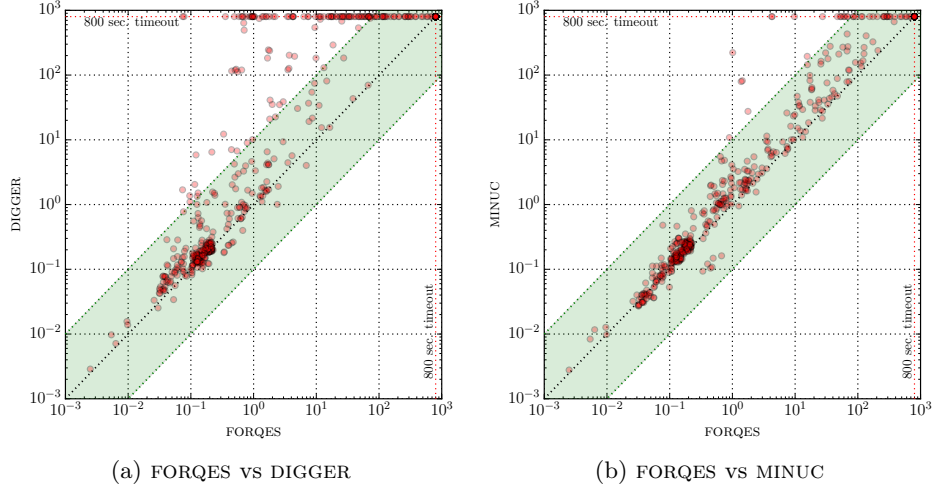 10³
10²
10¹
10⁰
10⁻¹
10⁻²
10⁻³
DIGGER
800 sec. timeout
800 sec. timeout
10⁻³ 10⁻² 10⁻¹ 10⁰ 10¹ 10² 10³
FORQES
(a) FORQES vs DIGGER
10³
10²
10¹
10⁰
10⁻¹
10⁻²
10⁻³
MINUC
800 sec. timeout
800 sec. timeout
10⁻³ 10⁻² 10⁻¹ 10⁰ 10¹ 10² 10³
FORQES
(b) FORQES vs MINUC